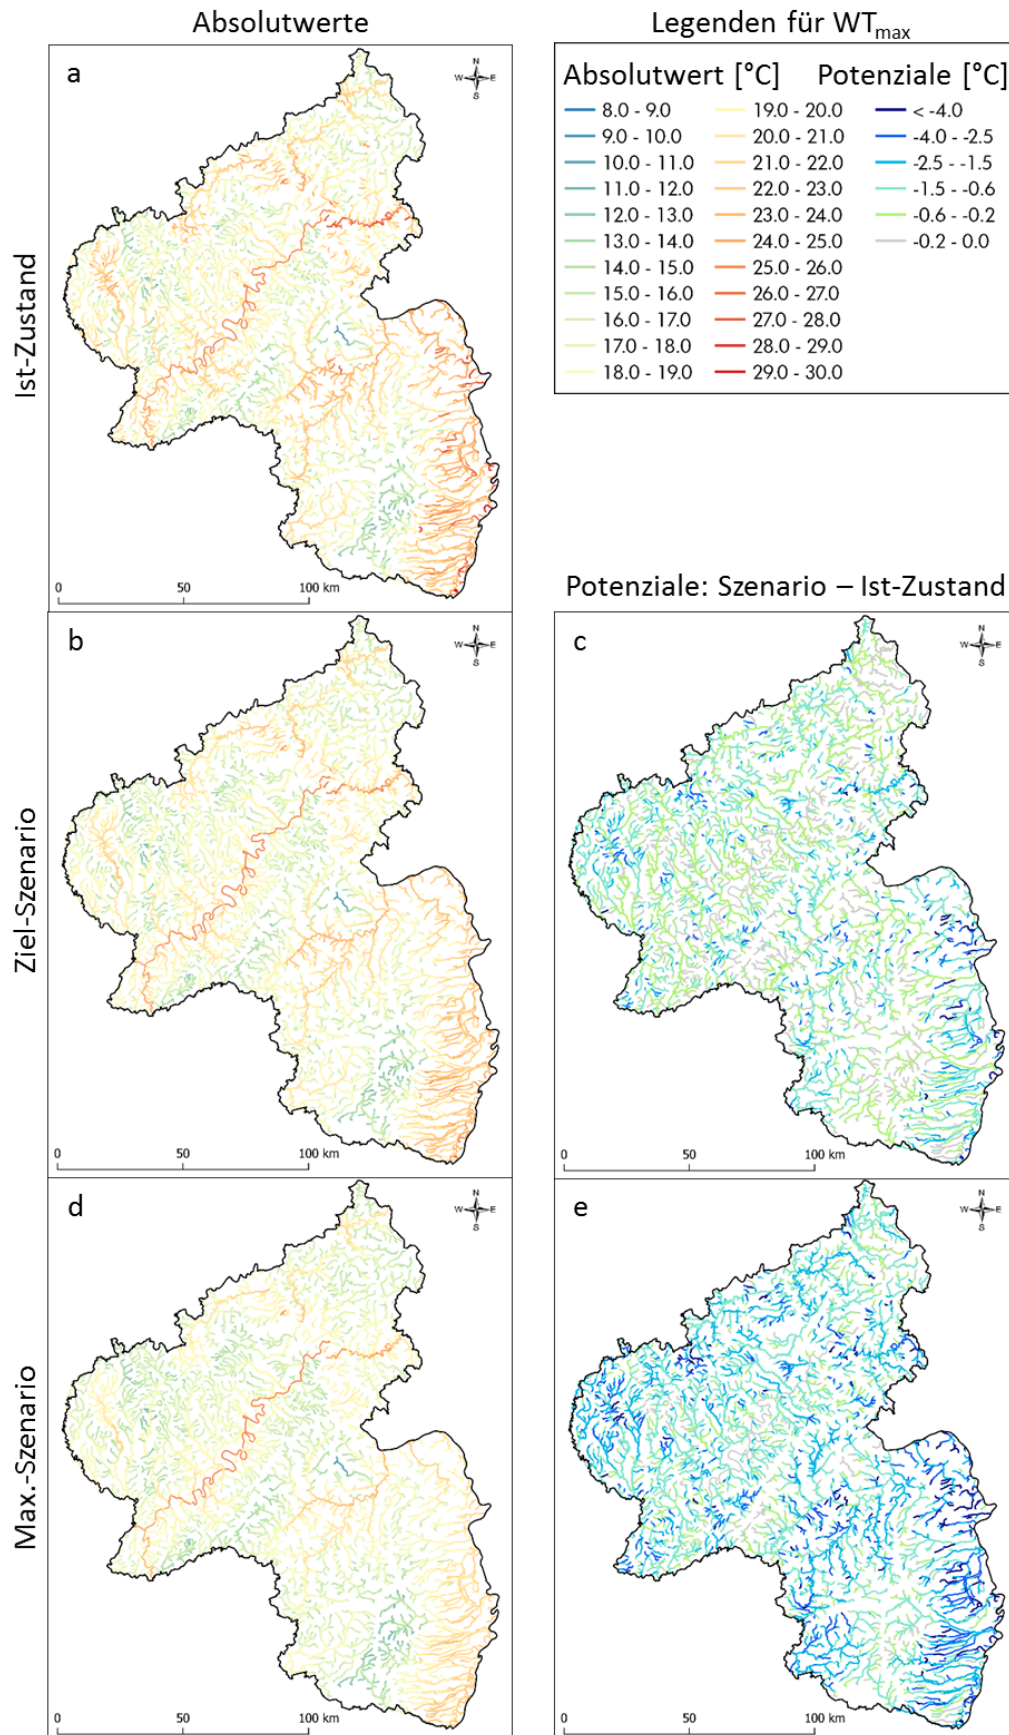 Absolutwerte
Legenden für WTmax
Absolutwert [°C] Potenziale [°C]
8.0 - 9.0 19.0 - 20.0 < -4.0
9.0 - 10.0 20.0 - 21.0 -4.0 - -2.5
10.0 - 11.0 21.0 - 22.0 -2.5 - -1.5
11.0 - 12.0 22.0 - 23.0 -1.5 - -0.6
12.0 - 13.0 23.0 - 24.0 -0.6 - -0.2
13.0 - 14.0 24.0 - 25.0 -0.2 - 0.0
14.0 - 15.0 25.0 - 26.0
15.0 - 16.0 26.0 - 27.0
16.0 - 17.0 27.0 - 28.0
17.0 - 18.0 28.0 - 29.0
18.0 - 19.0 29.0 - 30.0
Ist-Zustand
a
N
W E
S
0 50 100 km
Potenziale: Szenario – Ist-Zustand
Ziel-Szenario
b
N
W E
S
0 50 100 km
c
N
W E
S
0 50 100 km
Max.-Szenario
d
N
W E
S
0 50 100 km
e
N
W E
S
0 50 100 km